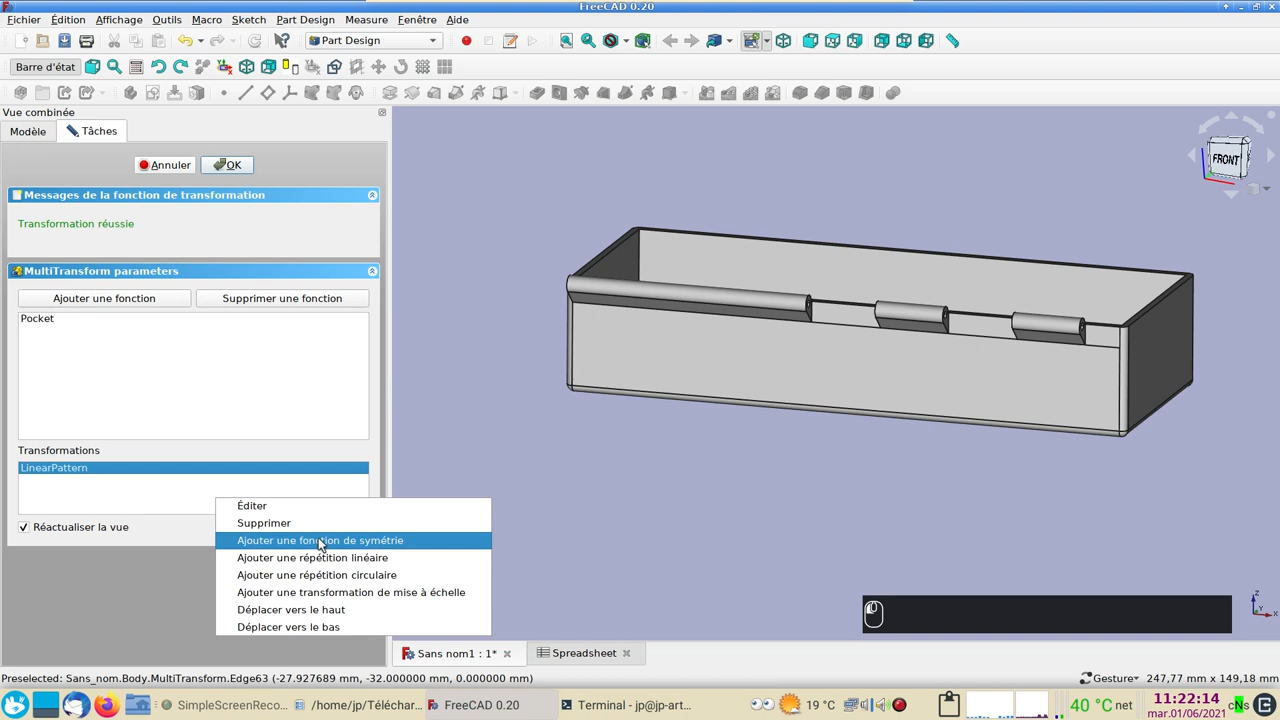 FreeCAD 0.20
Fichier Édition Affichage Outils Macro Sketch Part Design Measure Fenêtre Aide
Part Design
Barre d'état
Vue combinée
Modèle Tâches
Annuler OK
Messages de la fonction de transformation
Transformation réussie
MultiTransform parameters
Ajouter une fonction Supprimer une fonction
Pocket
Transformations
LinearPattern
Réactualiser la vue
Éditer
Supprimer
Ajouter une fonction de symétrie
Ajouter une répétition linéaire
Ajouter une répétition circulaire
Ajouter une transformation de mise à échelle
Déplacer vers le haut
Déplacer vers le bas
FRONT
Z
X
Sans nom1 : 1* Spreadsheet
Preselected: Sans_nom.Body.MultiTransform.Edge63 (-27.927689 mm, -32.000000 mm, 0.000000 mm) Gesture 247,77 mm x 149,18 mm
SimpleScreenReco... /home/jp/Téléchar... FreeCAD 0.20 Terminal - jp@jp-art... 19 °C 40 °C net 11:22:14
mar.01/06/2021
cNs